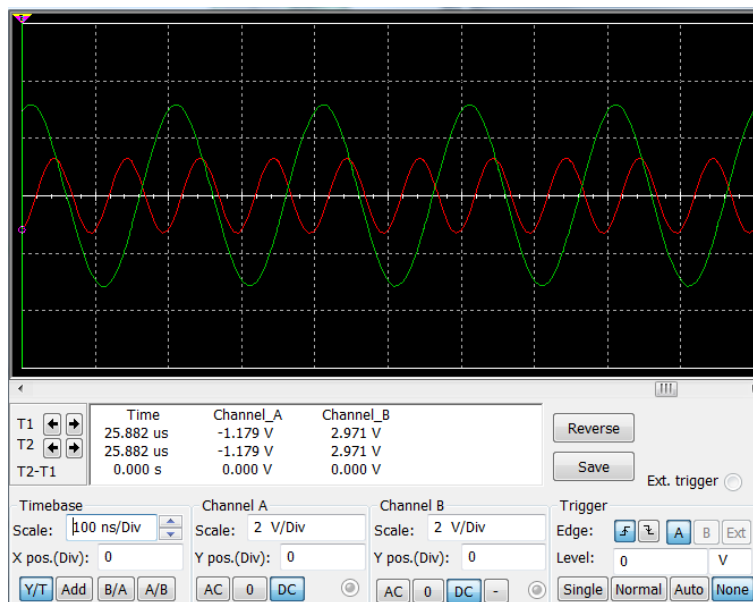 T1 Time Channel_A Channel_B Reverse
T2 25.882 us -1.179 V 2.971 V
25.882 us -1.179 V 2.971 V
T2-T1 0.000 s 0.000 V 0.000 V Save Ext. trigger
Timebase Channel A Channel B Trigger
Scale: 100 ns/Div Scale: 2 V/Div Scale: 2 V/Div Edge: A B Ext
X pos.(Div): 0 Y pos.(Div): 0 Y pos.(Div): 0 Level: 0 V
Y/T Add B/A A/B AC 0 DC AC 0 DC - Single Normal Auto None